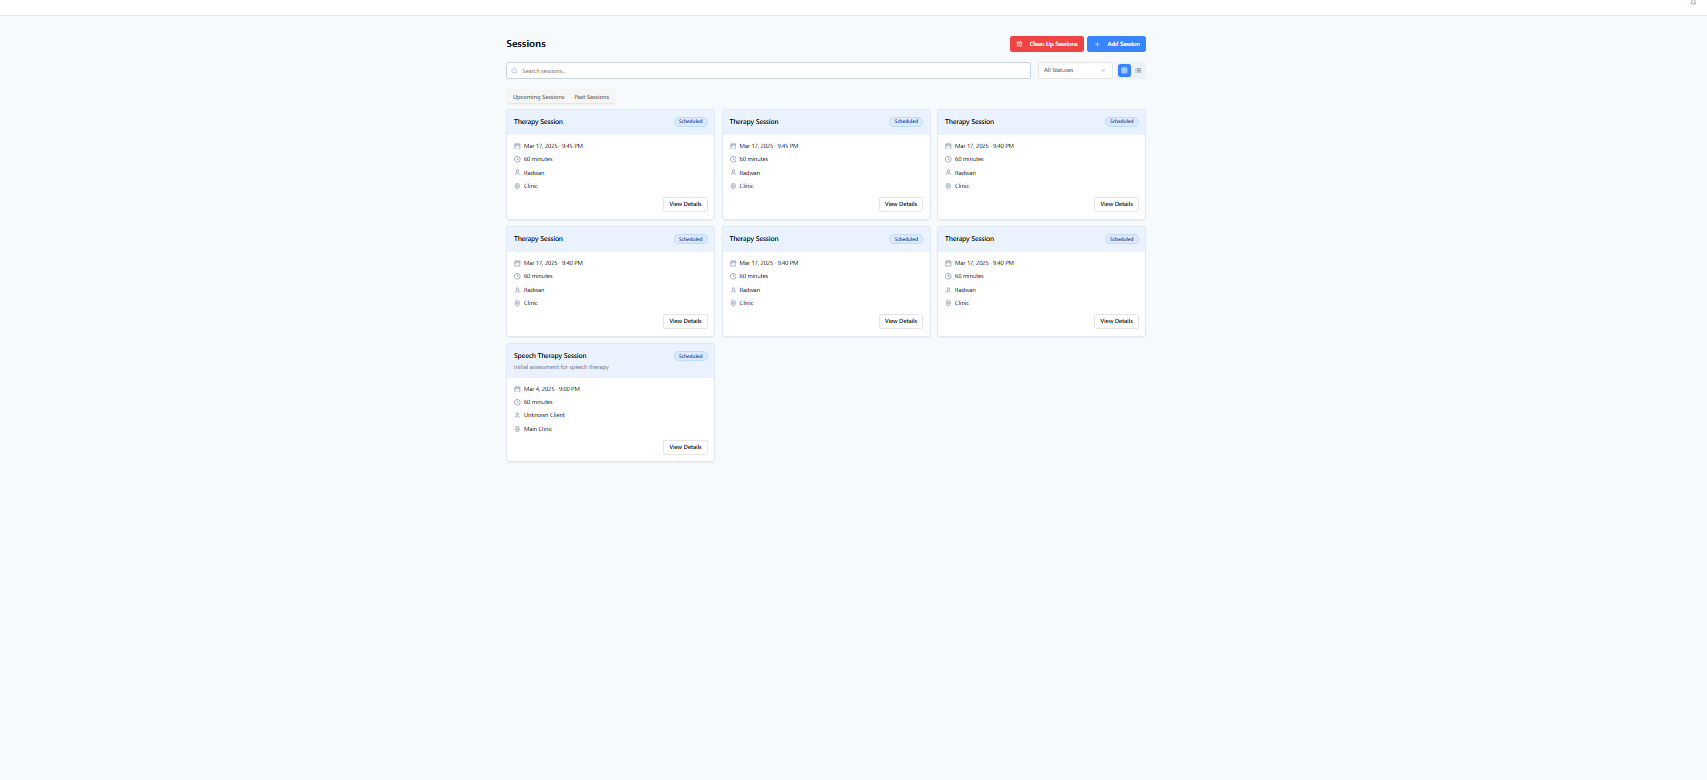 Sessions
Clean Up Sessions
Add Session
Search sessions...
All Statuses
Upcoming Sessions
Past Sessions
Therapy Session
Scheduled
Mar 17, 2025 · 9:45 PM
60 minutes
Radwan
Clinic
View Details
Therapy Session
Scheduled
Mar 17, 2025 · 9:45 PM
60 minutes
Radwan
Clinic
View Details
Therapy Session
Scheduled
Mar 17, 2025 · 9:40 PM
60 minutes
Radwan
Clinic
View Details
Therapy Session
Scheduled
Mar 17, 2025 · 9:40 PM
60 minutes
Radwan
Clinic
View Details
Therapy Session
Scheduled
Mar 17, 2025 · 9:40 PM
60 minutes
Radwan
Clinic
View Details
Therapy Session
Scheduled
Mar 17, 2025 · 9:40 PM
60 minutes
Radwan
Clinic
View Details
Speech Therapy Session
Scheduled
Initial assessment for speech therapy
Mar 4, 2025 · 9:00 PM
60 minutes
Unknown Client
Main Clinic
View Details